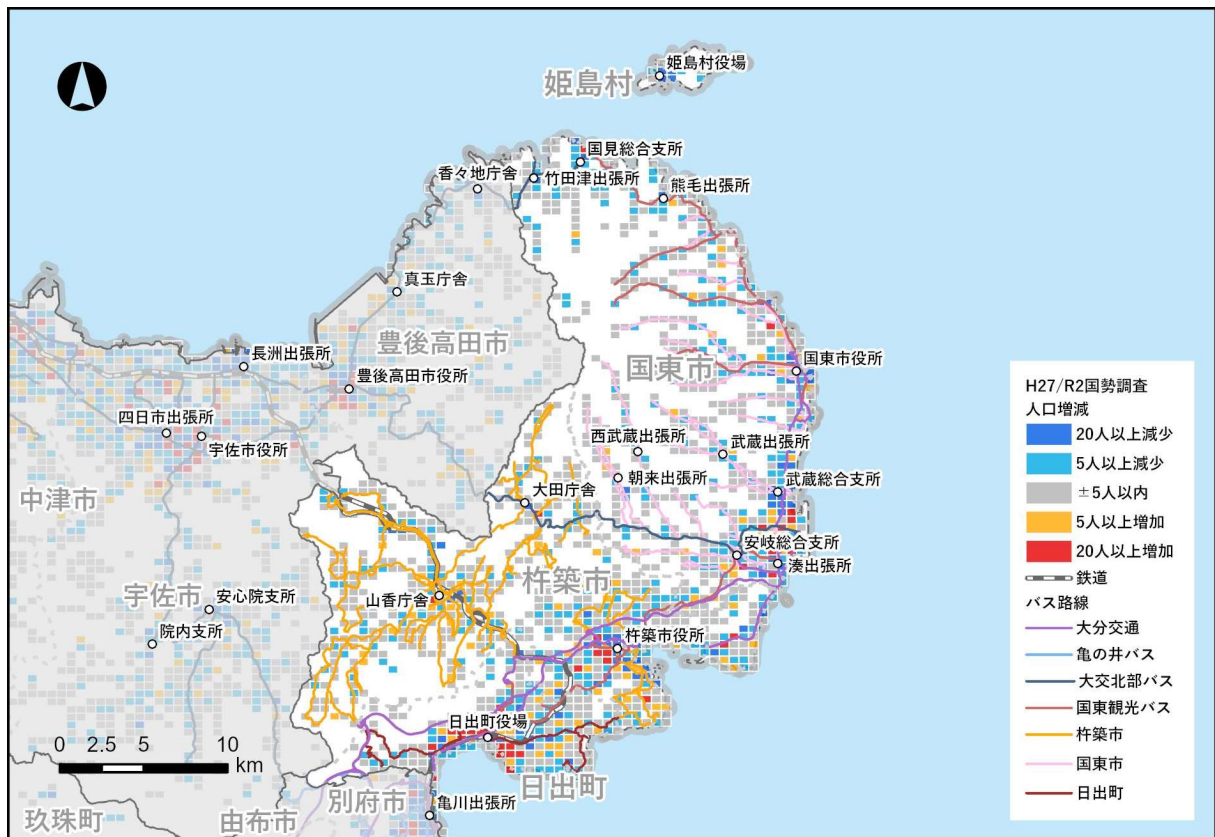 姫島村役場
姫島村
国見総合支所
香々地庁舎
竹田津出張所
熊毛出張所
真玉庁舎
豊後高田市
長洲出張所
国東市
国東市役所
豊後高田市役所
四日市出張所
宇佐市役所
西武蔵出張所
武蔵出張所
朝来出張所
武蔵総合支所
中津市
大田庁舎
安岐総合支所
湊出張所
杵築市
山香庁舎
宇佐市
安心院支所
院内支所
杵築市役所
日出町役場
日出町
別府市
亀川出張所
玖珠町
由布市
0 2.5 5 10
km
H27/R2国勢調査
人口増減
20人以上減少
5人以上減少
±5人以内
5人以上増加
20人以上増加
鉄道
バス路線
大分交通
亀の井バス
大交北部バス
国東観光バス
杵築市
国東市
日出町